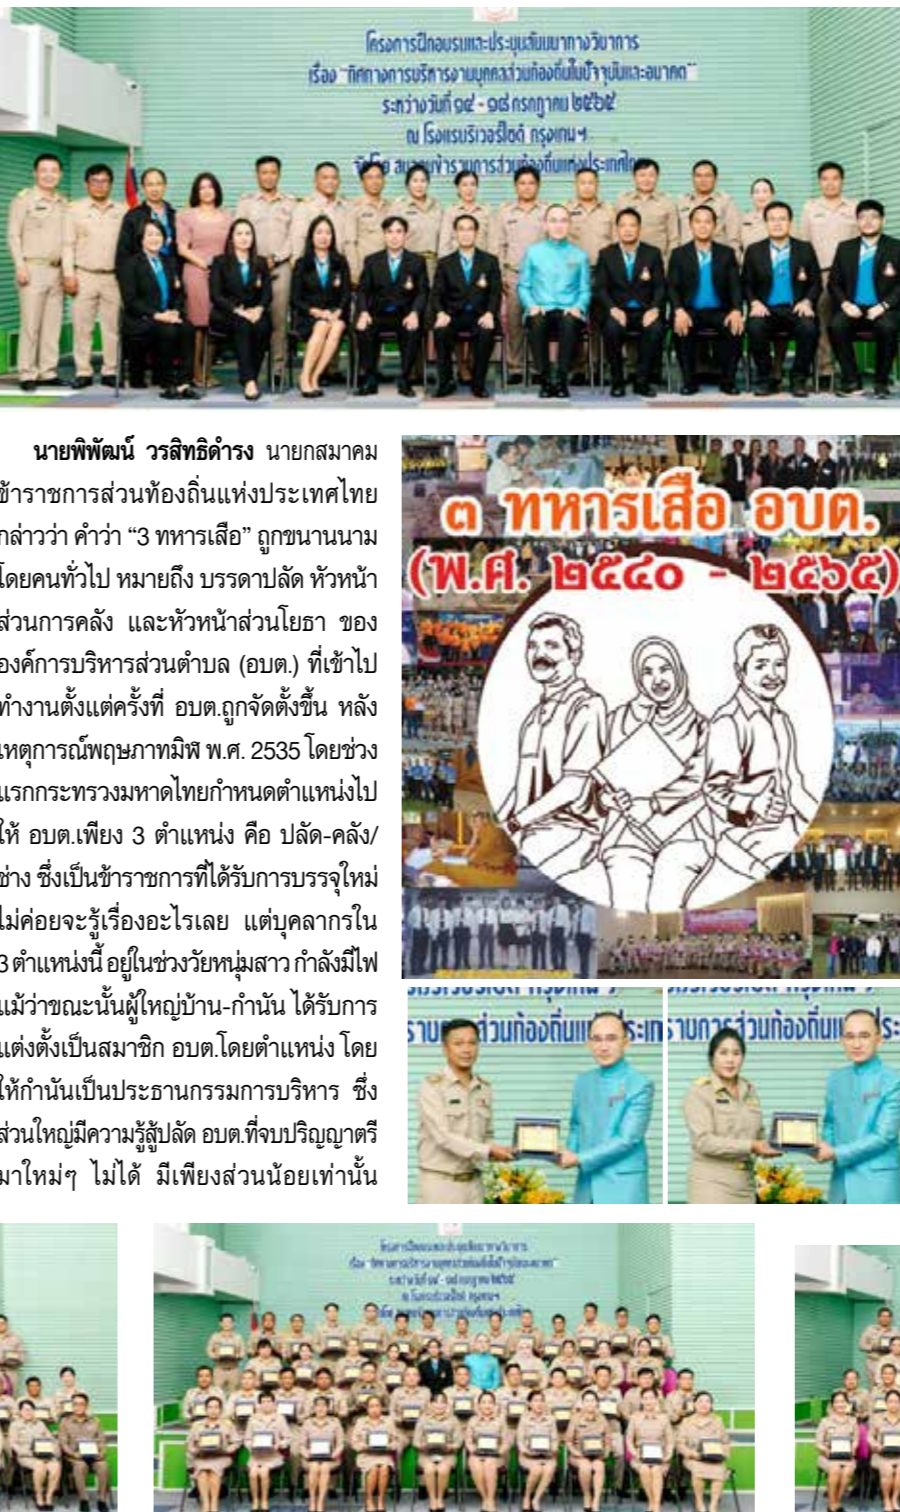 โครงการฝึกอบรมและประชุมสัมมนาทางวิชาการ
เรื่อง "ทิศทางการบริหารงานบุคคลส่วนท้องถิ่นในปัจจุบันและอนาคต"
ระหว่างวันที่ ๑๔ - ๑๘ กรกฎาคม ๒๕๖๕
ณ โรงแรมริเวอร์ไซด์ กรุงเทพฯ
ข้าราชการส่วนท้องถิ่นแห่งประเทศไทย
นายพิพัฒน์ วรสิทธิดำรง นายกสมาคม
ข้าราชการส่วนท้องถิ่นแห่งประเทศไทย
กล่าวว่า คำว่า “3 ทหารเสือ” ถูกขนานนาม
โดยคนทั่วไป หมายถึง บรรดาปลัด หัวหน้า
ส่วนการคลัง และหัวหน้าส่วนโยธา ของ
องค์การบริหารส่วนตำบล (อบต.) ที่เข้าไป
ทำงานตั้งแต่ครั้งที่ อบต.ถูกจัดตั้งขึ้น หลัง
เหตุการณ์พฤษภาทมิฬ พ.ศ. 2535 โดยช่วง
แรกกระทรวงมหาดไทยกำหนดตำแหน่งไป
ให้ อบต.เพียง 3 ตำแหน่ง คือ ปลัด-คลัง/
ช่าง ซึ่งเป็นข้าราชการที่ได้รับการบรรจุใหม่
ไม่ค่อยจะรู้เรื่องอะไรเลย แต่บุคลากรใน
3 ตำแหน่งนี้ อยู่ในช่วงวัยหนุ่มสาว กำลังมีไฟ
แม้ว่าขณะนั้นผู้ใหญ่บ้าน-กำนัน ได้รับการ
แต่งตั้งเป็นสมาชิก อบต.โดยตำแหน่ง โดย
ให้กำนันเป็นประธานกรรมการบริหาร ซึ่ง
ส่วนใหญ่มีความรู้สู้ปลัด อบต.ที่จบปริญญาตรี
มาใหม่ๆ ไม่ได้ มีเพียงส่วนน้อยเท่านั้น
๓ ทหารเสือ อบต.
(พ.ศ. ๒๕๔๐ - ๒๕๖๕)